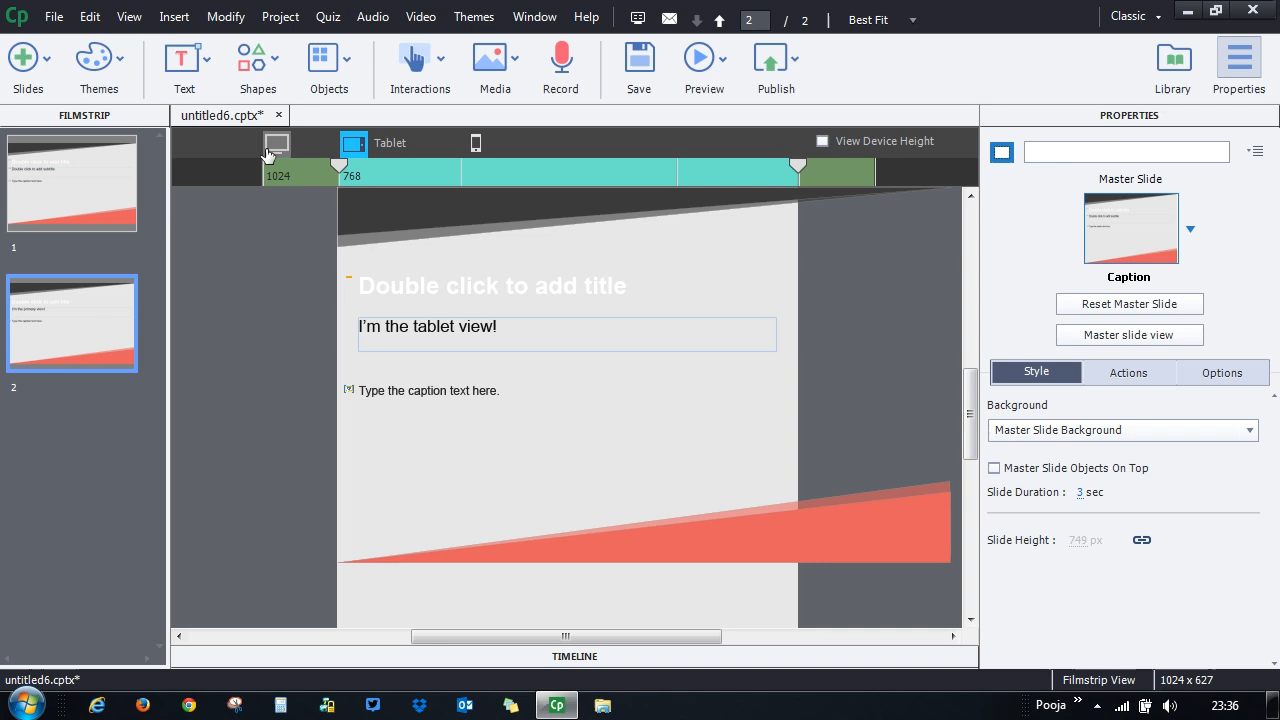 Cp File Edit View Insert Modify Project Quiz Audio Video Themes Window Help 2 / 2 Best Fit Classic
Slides Themes Text Shapes Objects Interactions Media Record Save Preview Publish Library Properties
FILMSTRIP
untitled6.cptx*
PROPERTIES
Tablet
View Device Height
1024
768
1
2
Double click to add title
I'm the tablet view!
Type the caption text here.
Master Slide
Caption
Reset Master Slide
Master slide view
Style Actions Options
Background
Master Slide Background
Master Slide Objects On Top
Slide Duration : 3 sec
Slide Height : 749 px
TIMELINE
untitled6.cptx*
Filmstrip View
1024 x 627
Cp
Pooja
23:36